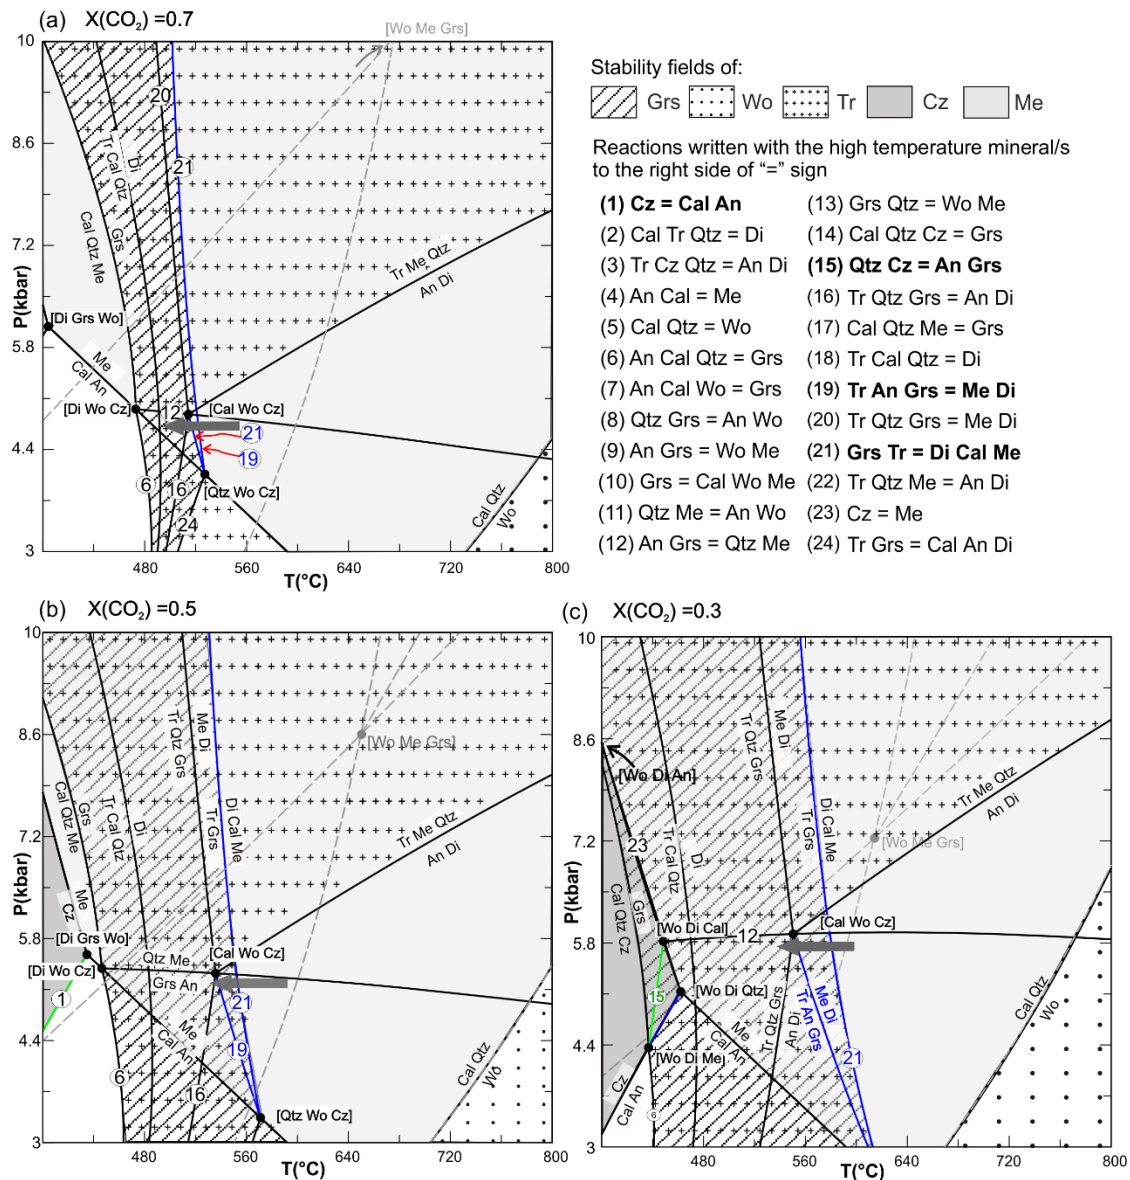 (a) X(CO₂) =0.7
[Wo Me Grs]
10
8.6
7.2
5.8
4.4
3
P(kbar)
20
Di
Tr Cal Qtz
21
Grs
Cal Qtz Me
Tr Me Qtz
An Di
[Di Grs Wo]
Me
Cal An
[Di Wo Cz]
12
[Cal Wo Cz]
21
19
[Qtz Wo Cz]
6
16
24
Cal Qtz
Wo
480
560
640
720
800
T(°C)
Stability fields of:
Grs
Wo
Tr
Cz
Me
Reactions written with the high temperature mineral/s
to the right side of "=" sign
(1) Cz = Cal An
(2) Cal Tr Qtz = Di
(3) Tr Cz Qtz = An Di
(4) An Cal = Me
(5) Cal Qtz = Wo
(6) An Cal Qtz = Grs
(7) An Cal Wo = Grs
(8) Qtz Grs = An Wo
(9) An Grs = Wo Me
(10) Grs = Cal Wo Me
(11) Qtz Me = An Wo
(12) An Grs = Qtz Me
(13) Grs Qtz = Wo Me
(14) Cal Qtz Cz = Grs
(15) Qtz Cz = An Grs
(16) Tr Qtz Grs = An Di
(17) Cal Qtz Me = Grs
(18) Tr Cal Qtz = Di
(19) Tr An Grs = Me Di
(20) Tr Qtz Grs = Me Di
(21) Grs Tr = Di Cal Me
(22) Tr Qtz Me = An Di
(23) Cz = Me
(24) Tr Grs = Cal An Di
(b) X(CO₂) =0.5
10
8.6
7.2
5.8
4.4
3
P(kbar)
[Wo Me Grs]
Me Di
Tr Qtz Grs
Di Cal Me
Tr Grs
Di
Tr Cal Qtz
Grs
Cal Qtz Me
Tr Me Qtz
An Di
Me
Cz
[Di Grs Wo]
[Di Wo Cz]
Qtz Me
Grs An
[Cal Wo Cz]
1
21
19
Me
Cal An
6
16
[Qtz Wo Cz]
Cal Qtz
Wo
480
560
640
720
800
T(°C)
(c) X(CO₂) =0.3
10
8.6
7.2
5.8
4.4
3
P(kbar)
[Wo Di An]
23
Me Di
Tr Qtz Grs
Di Cal Me
Tr Grs
Di
Tr Cal Qtz
Grs
Cal Qtz Cz
Tr Me Qtz
An Di
[Wo Me Grs]
[Wo Di Cal]
12
[Cal Wo Cz]
15
[Wo Di Qtz]
[Wo Di Me]
Me
Cal An
Tr Qtz Grs
An Di
Me Di
Tr An Grs
21
Cz
Cal An
6
Cal Qtz
Wo
480
560
640
720
800
T(°C)